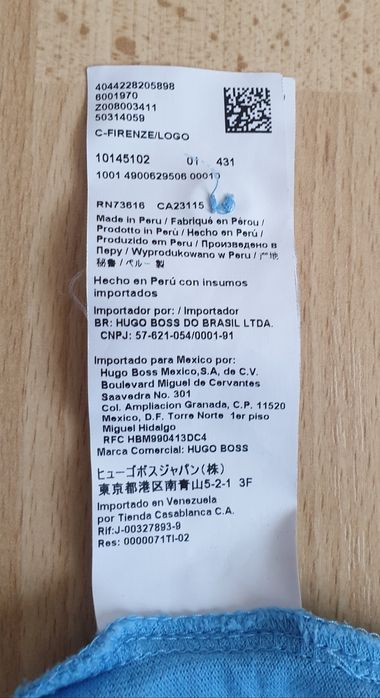 4044228205898
6001970
Z008003411
50314059
C-FIRENZE/LOGO
10145102 01 431
1001 4900629506 00010
RN73616 CA23115
Made in Peru / Fabriqué en Pérou /
Prodotto in Perù / Hecho en Perú /
Produzido em Peru / Произведено в
Перу / Wyprodukowano w Peru / 产地
秘鲁 / ペルー 製
Hecho en Perú con insumos
importados
Importador por: / Importador
BR: HUGO BOSS DO BRASIL LTDA.
CNPJ: 57-621-054/0001-91
Importado para Mexico por:
Hugo Boss Mexico,S.A, de C.V.
Boulevard Miguel de Cervantes
Saavedra No. 301
Col. Ampliacion Granada, C.P. 11520
Mexico, D.F. Torre Norte 1er piso
Miguel Hidalgo
RFC HBM990413DC4
Marca Comercial: HUGO BOSS
ヒューゴボスジャパン(株)
東京都港区南青山5-2-1 3F
Importado en Venezuela
por Tienda Casablanca C.A.
Rif:J-00327893-9
Res: 0000071TI-02